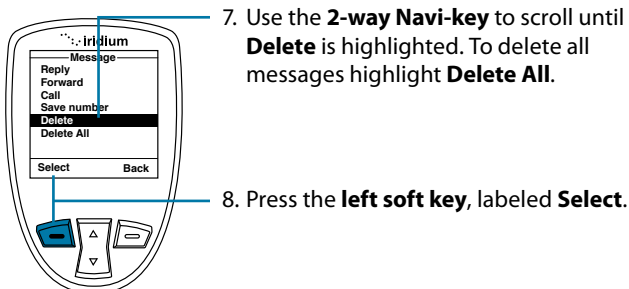 iridium
Message
Reply
Forward
Call
Save number
Delete
Delete All
Select Back
7. Use the 2-way Navi-key to scroll until
Delete is highlighted. To delete all
messages highlight Delete All.
8. Press the left soft key, labeled Select.